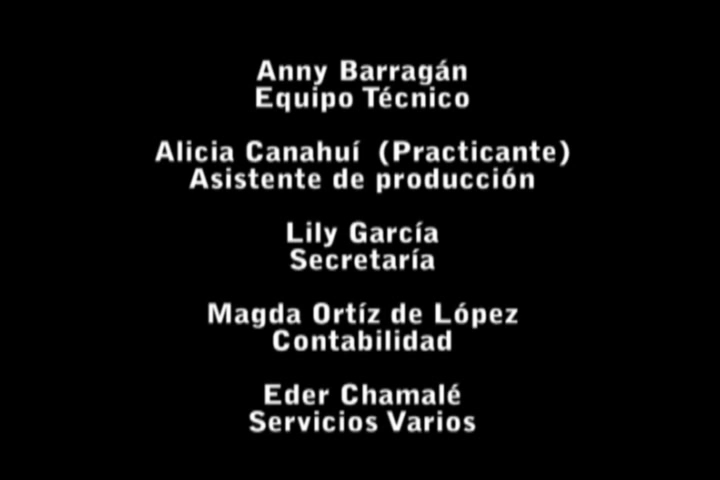 Anny Barragán
Equipo Técnico
Alicia Canahuí (Practicante)
Asistente de producción
Lily García
Secretaría
Magda Ortíz de López
Contabilidad
Eder Chamalé
Servicios Varios